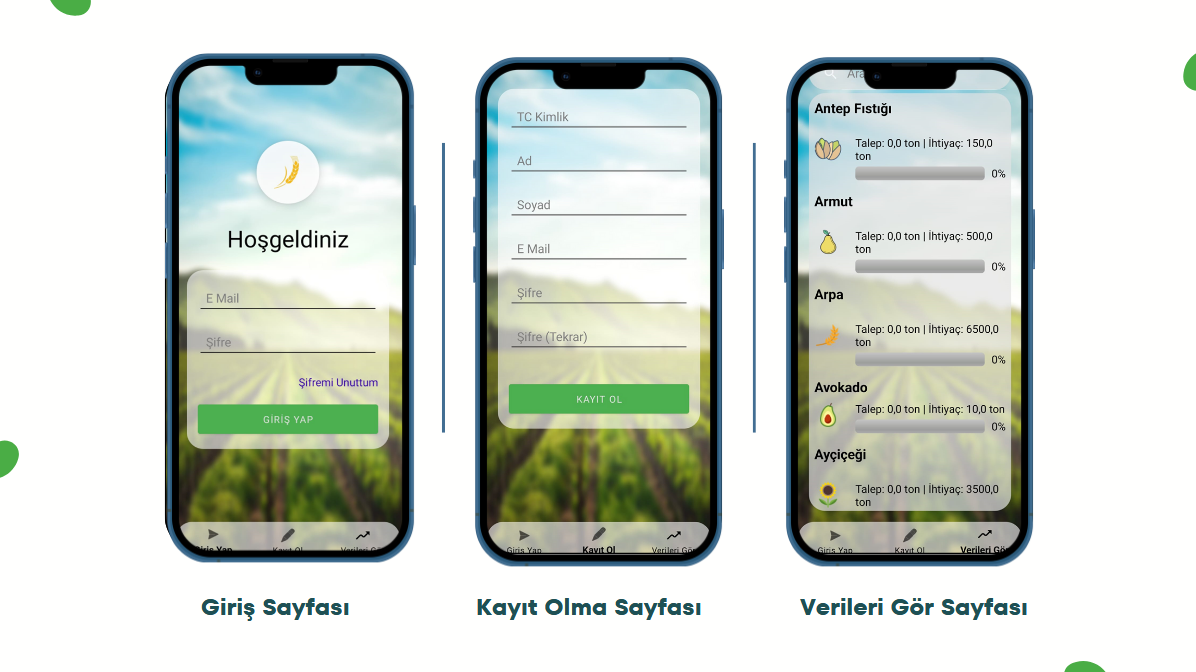 Hoşgeldiniz
E Mail
Şifre
Şifremi Unuttum
GİRİŞ YAP
Giriş Yap
Kayıt Ol
Verileri Gör
Giriş Sayfası
TC Kimlik
Ad
Soyad
E Mail
Şifre
Şifre (Tekrar)
KAYIT OL
Giriş Yap
Kayıt Ol
Verileri Gör
Kayıt Olma Sayfası
Ara
Antep Fıstığı
Talep: 0,0 ton | İhtiyaç: 150,0
ton
0%
Armut
Talep: 0,0 ton | İhtiyaç: 500,0
ton
0%
Arpa
Talep: 0,0 ton | İhtiyaç: 6500,0
ton
0%
Avokado
Talep: 0,0 ton | İhtiyaç: 10,0 ton
0%
Ayçiçeği
Talep: 0,0 ton | İhtiyaç: 3500,0
ton
Giriş Yap
Kayıt Ol
Verileri Gör
Verileri Gör Sayfası